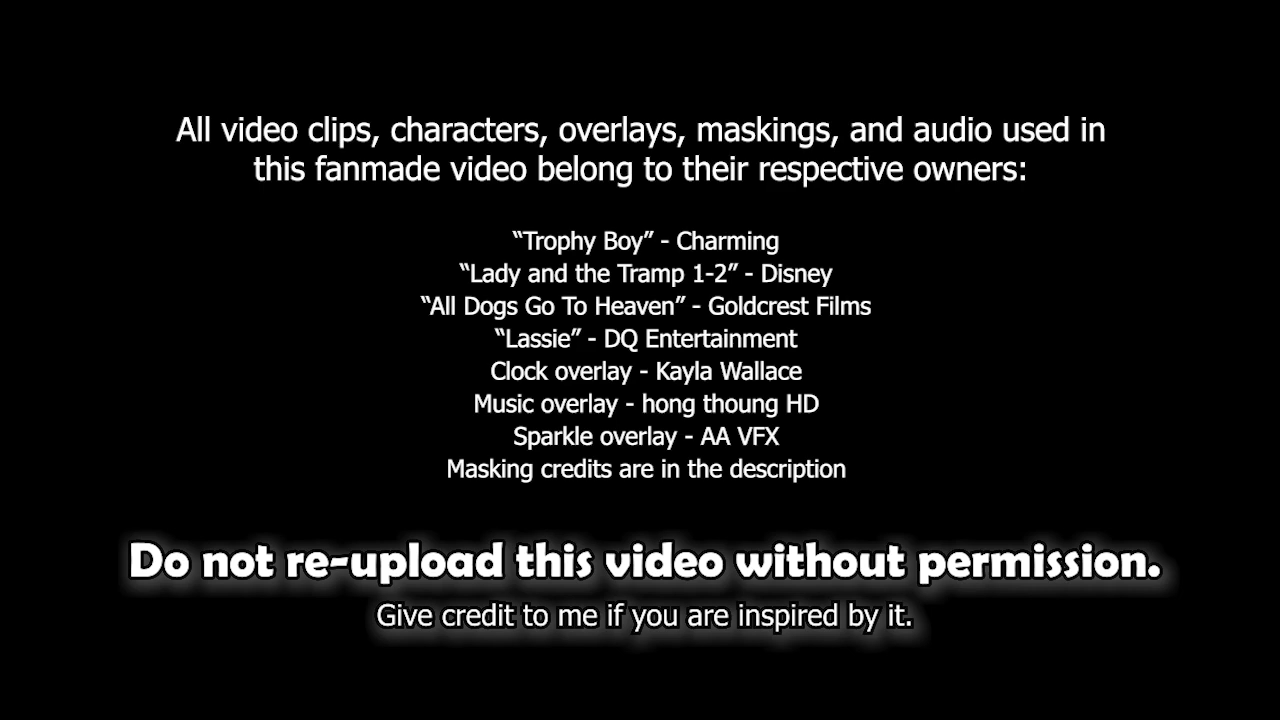 All video clips, characters, overlays, maskings, and audio used in
this fanmade video belong to their respective owners:
“Trophy Boy” - Charming
“Lady and the Tramp 1-2” - Disney
“All Dogs Go To Heaven” - Goldcrest Films
“Lassie” - DQ Entertainment
Clock overlay - Kayla Wallace
Music overlay - hong thoung HD
Sparkle overlay - AA VFX
Masking credits are in the description
Do not re-upload this video without permission.
Give credit to me if you are inspired by it.